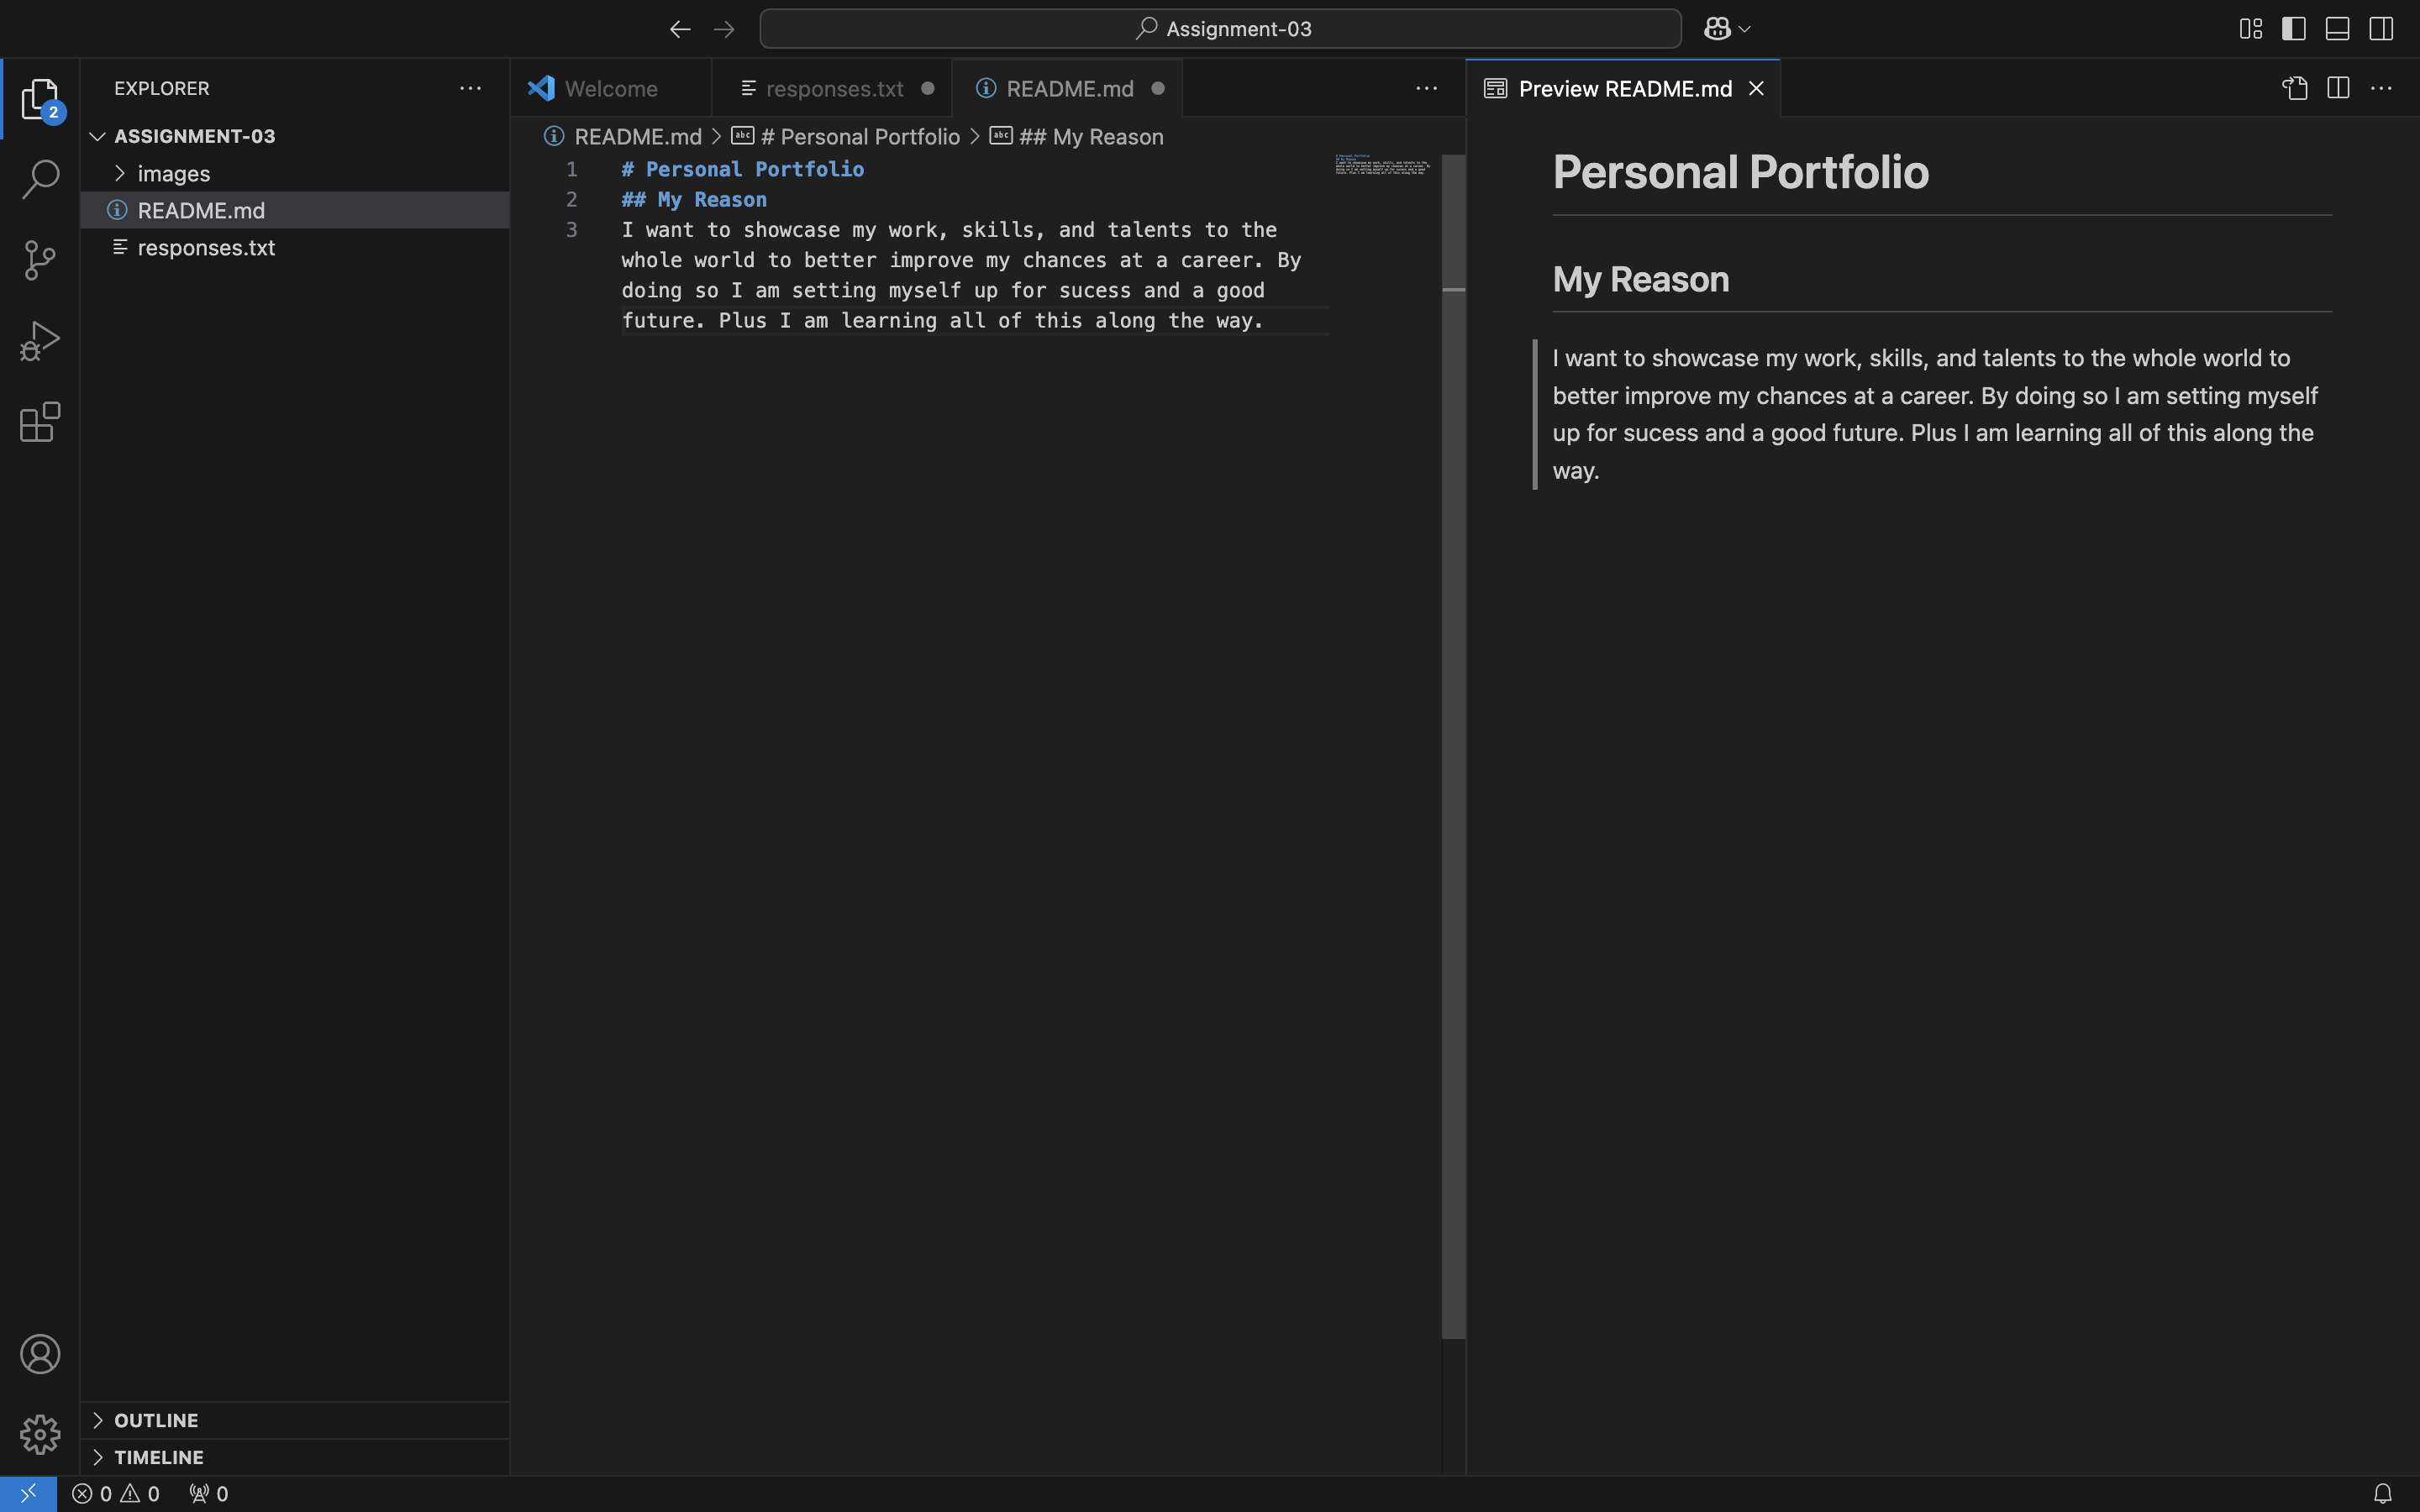 Assignment-03
2
EXPLORER
Welcome
responses.txt
README.md
Preview README.md
ASSIGNMENT-03
images
README.md
responses.txt
README.md > # Personal Portfolio > ## My Reason
1 # Personal Portfolio
2 ## My Reason
3 I want to showcase my work, skills, and talents to the
whole world to better improve my chances at a career. By
doing so I am setting myself up for sucess and a good
future. Plus I am learning all of this along the way.
Personal Portfolio
My Reason
I want to showcase my work, skills, and talents to the whole world to
better improve my chances at a career. By doing so I am setting myself
up for sucess and a good future. Plus I am learning all of this along the
way.
OUTLINE
TIMELINE
0 0 0